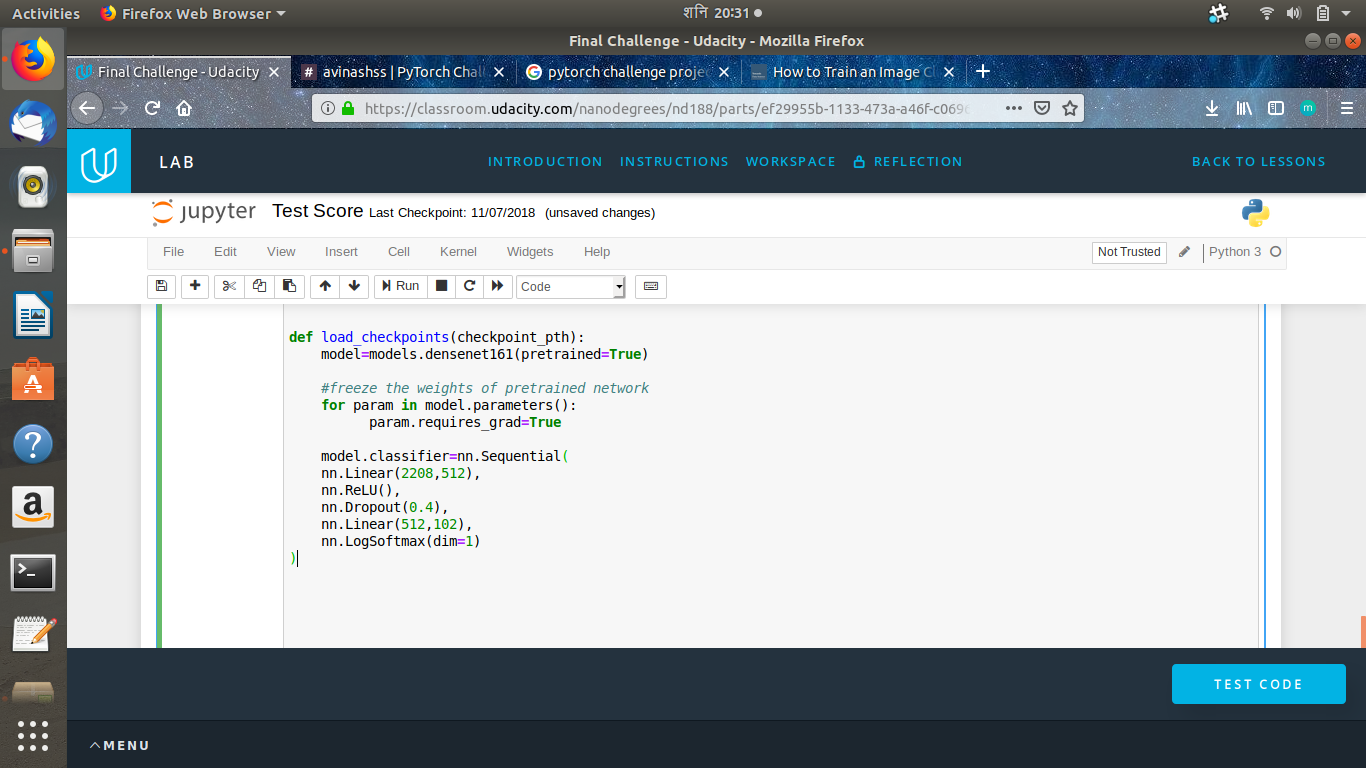 Activities Firefox Web Browser शनि 20:31
Final Challenge - Udacity - Mozilla Firefox
Final Challenge - Udacity avinashss | PyTorch Chall pytorch challenge projec How to Train an Image Cl
https://classroom.udacity.com/nanodegrees/nd188/parts/ef29955b-1133-473a-a46f-c069e
LAB INTRODUCTION INSTRUCTIONS WORKSPACE REFLECTION BACK TO LESSONS
jupyter Test Score Last Checkpoint: 11/07/2018 (unsaved changes)
File Edit View Insert Cell Kernel Widgets Help Not Trusted Python 3
Run Code
def load_checkpoints(checkpoint_pth):
    model=models.densenet161(pretrained=True)
    #freeze the weights of pretrained network
    for param in model.parameters():
          param.requires_grad=True
    model.classifier=nn.Sequential(
    nn.Linear(2208,512),
    nn.ReLU(),
    nn.Dropout(0.4),
    nn.Linear(512,102),
    nn.LogSoftmax(dim=1)
)
TEST CODE
MENU